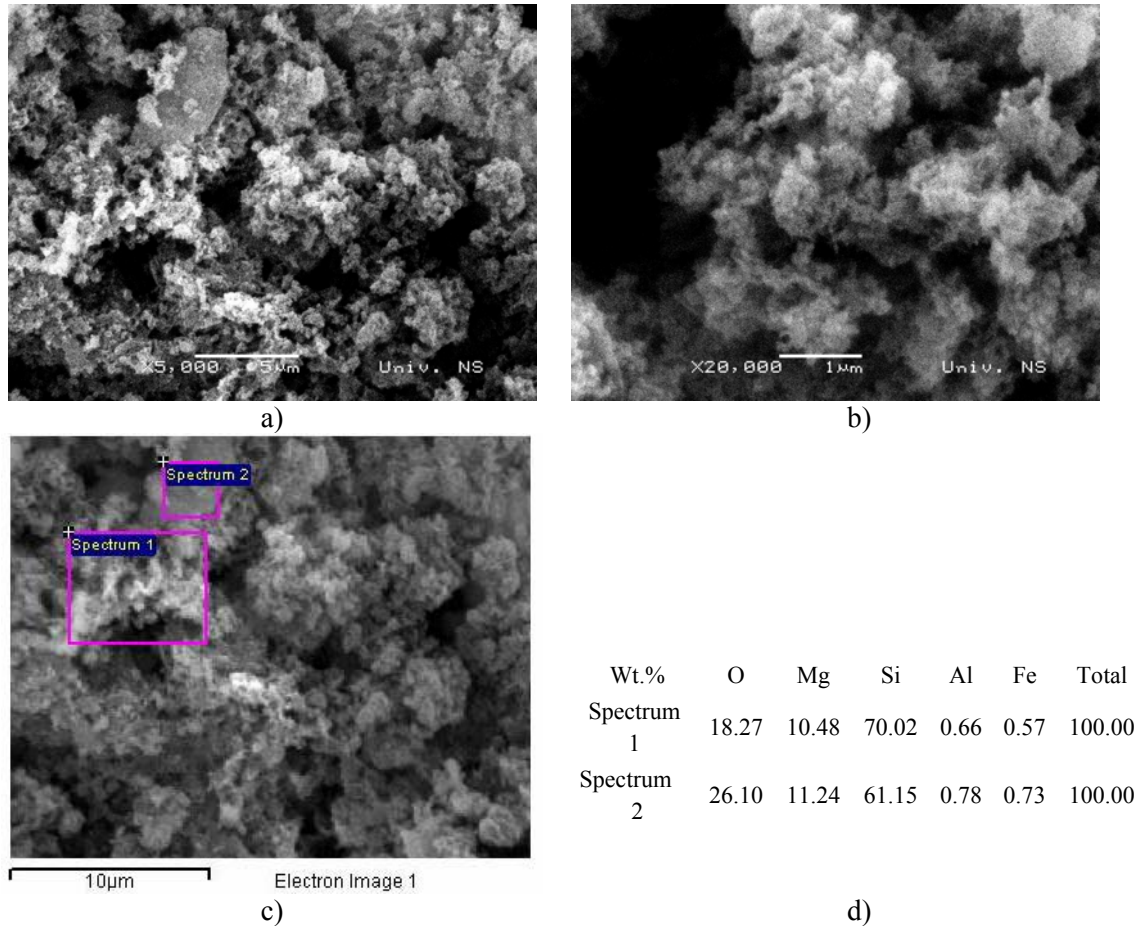 X5,000 5µm Univ. NS
X20,000 1µm Univ. NS
a)
b)
Spectrum 2
Spectrum 1
10µm Electron Image 1
c)
Wt.% O Mg Si Al Fe Total
Spectrum
1 18.27 10.48 70.02 0.66 0.57 100.00
Spectrum
2 26.10 11.24 61.15 0.78 0.73 100.00
d)